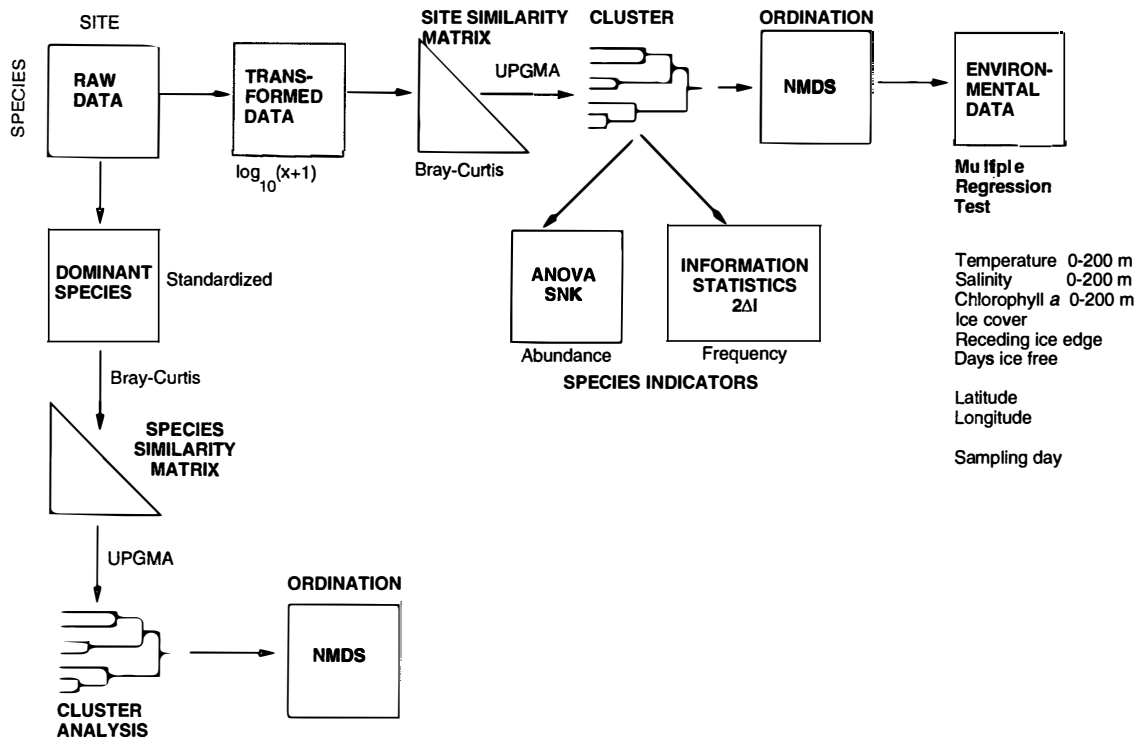 SITE
SPECIES
RAW
DATA
TRANS-
FORMED
DATA
log10(x+1)
SITE SIMILARITY
MATRIX
Bray-Curtis
UPGMA
CLUSTER
ORDINATION
NMDS
ENVIRON-
MENTAL
DATA
Multiple
Regression
Test
Temperature 0-200 m
Salinity 0-200 m
Chlorophyll a 0-200 m
Ice cover
Receding ice edge
Days ice free
Latitude
Longitude
Sampling day
ANOVA
SNK
Abundance
INFORMATION
STATISTICS
2ΔI
Frequency
SPECIES INDICATORS
DOMINANT
SPECIES
Standardized
Bray-Curtis
SPECIES
SIMILARITY
MATRIX
UPGMA
CLUSTER
ANALYSIS
ORDINATION
NMDS